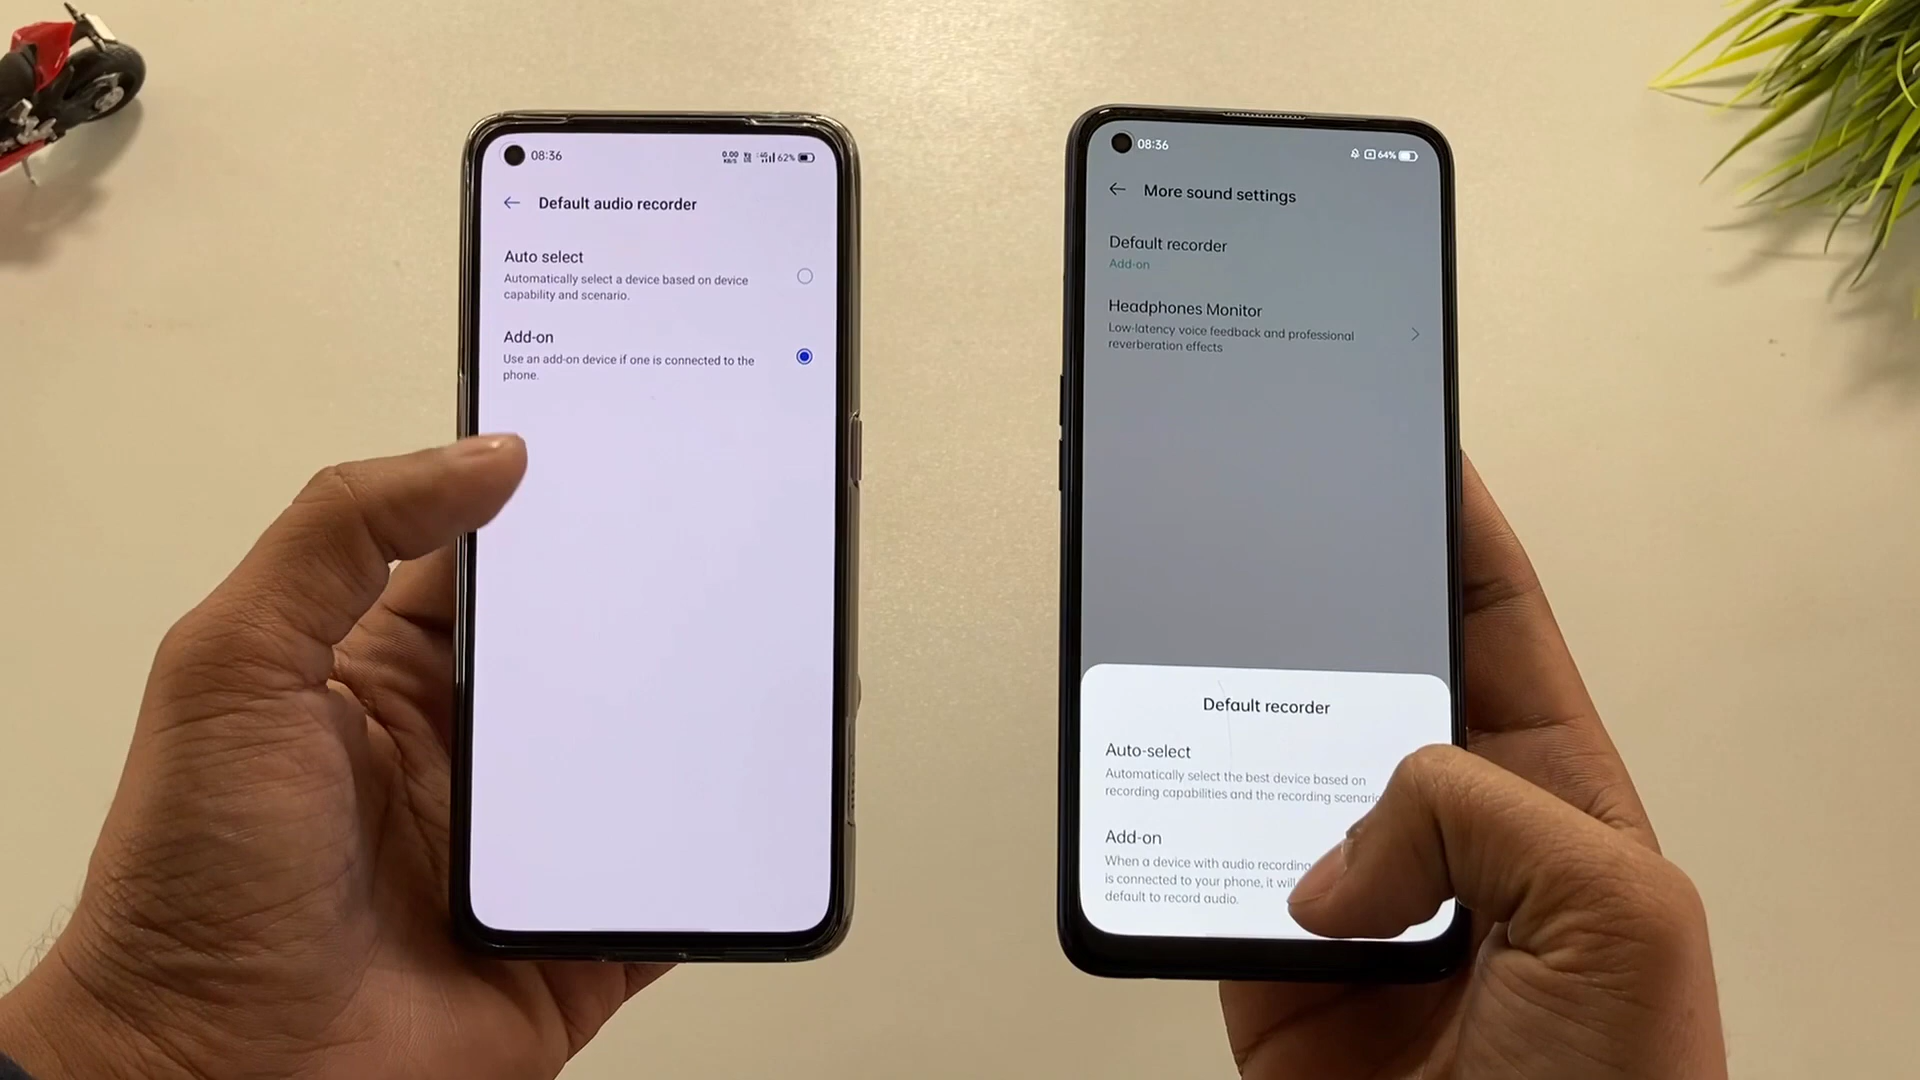 08:36
0.00
KB/S
62%
Default audio recorder
Auto select
Automatically select a device based on device
capability and scenario.
Add-on
Use an add-on device if one is connected to the
phone.
08:36
64%
More sound settings
Default recorder
Add-on
Headphones Monitor
Low-latency voice feedback and professional
reverberation effects
Default recorder
Auto-select
Automatically select the best device based on
recording capabilities and the recording
Add-on
When a device with audio recording
is connected to your phone, it will
default to record audio.